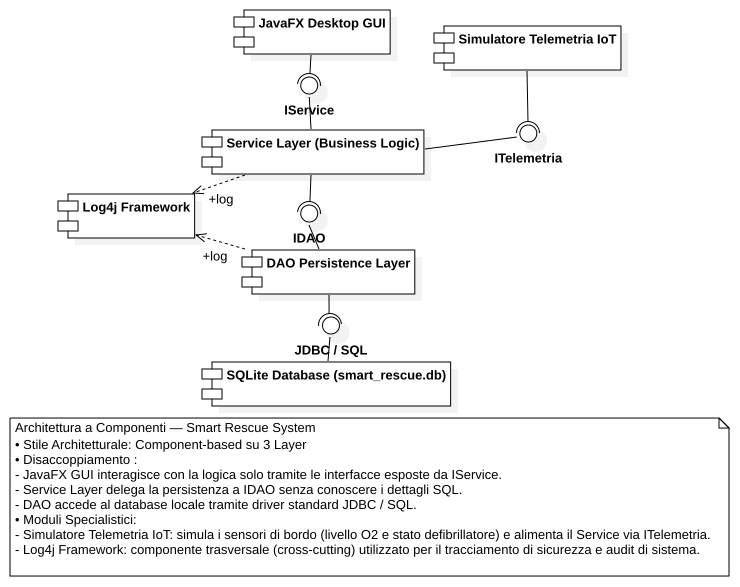 JavaFX Desktop GUI
Simulatore Telemetria IoT
IService
Service Layer (Business Logic)
ITelemetria
Log4j Framework
+log
IDAO
+log
DAO Persistence Layer
JDBC / SQL
SQLite Database (smart_rescue.db)
Architettura a Componenti — Smart Rescue System
• Stile Architetturale: Component-based su 3 Layer
• Disaccoppiamento :
- JavaFX GUI interagisce con la logica solo tramite le interfacce esposte da IService.
- Service Layer delega la persistenza a IDAO senza conoscere i dettagli SQL.
- DAO accede al database locale tramite driver standard JDBC / SQL.
• Moduli Specialistici:
- Simulatore Telemetria IoT: simula i sensori di bordo (livello O2 e stato defibrillatore) e alimenta il Service via ITelemetria.
- Log4j Framework: componente trasversale (cross-cutting) utilizzato per il tracciamento di sicurezza e audit di sistema.